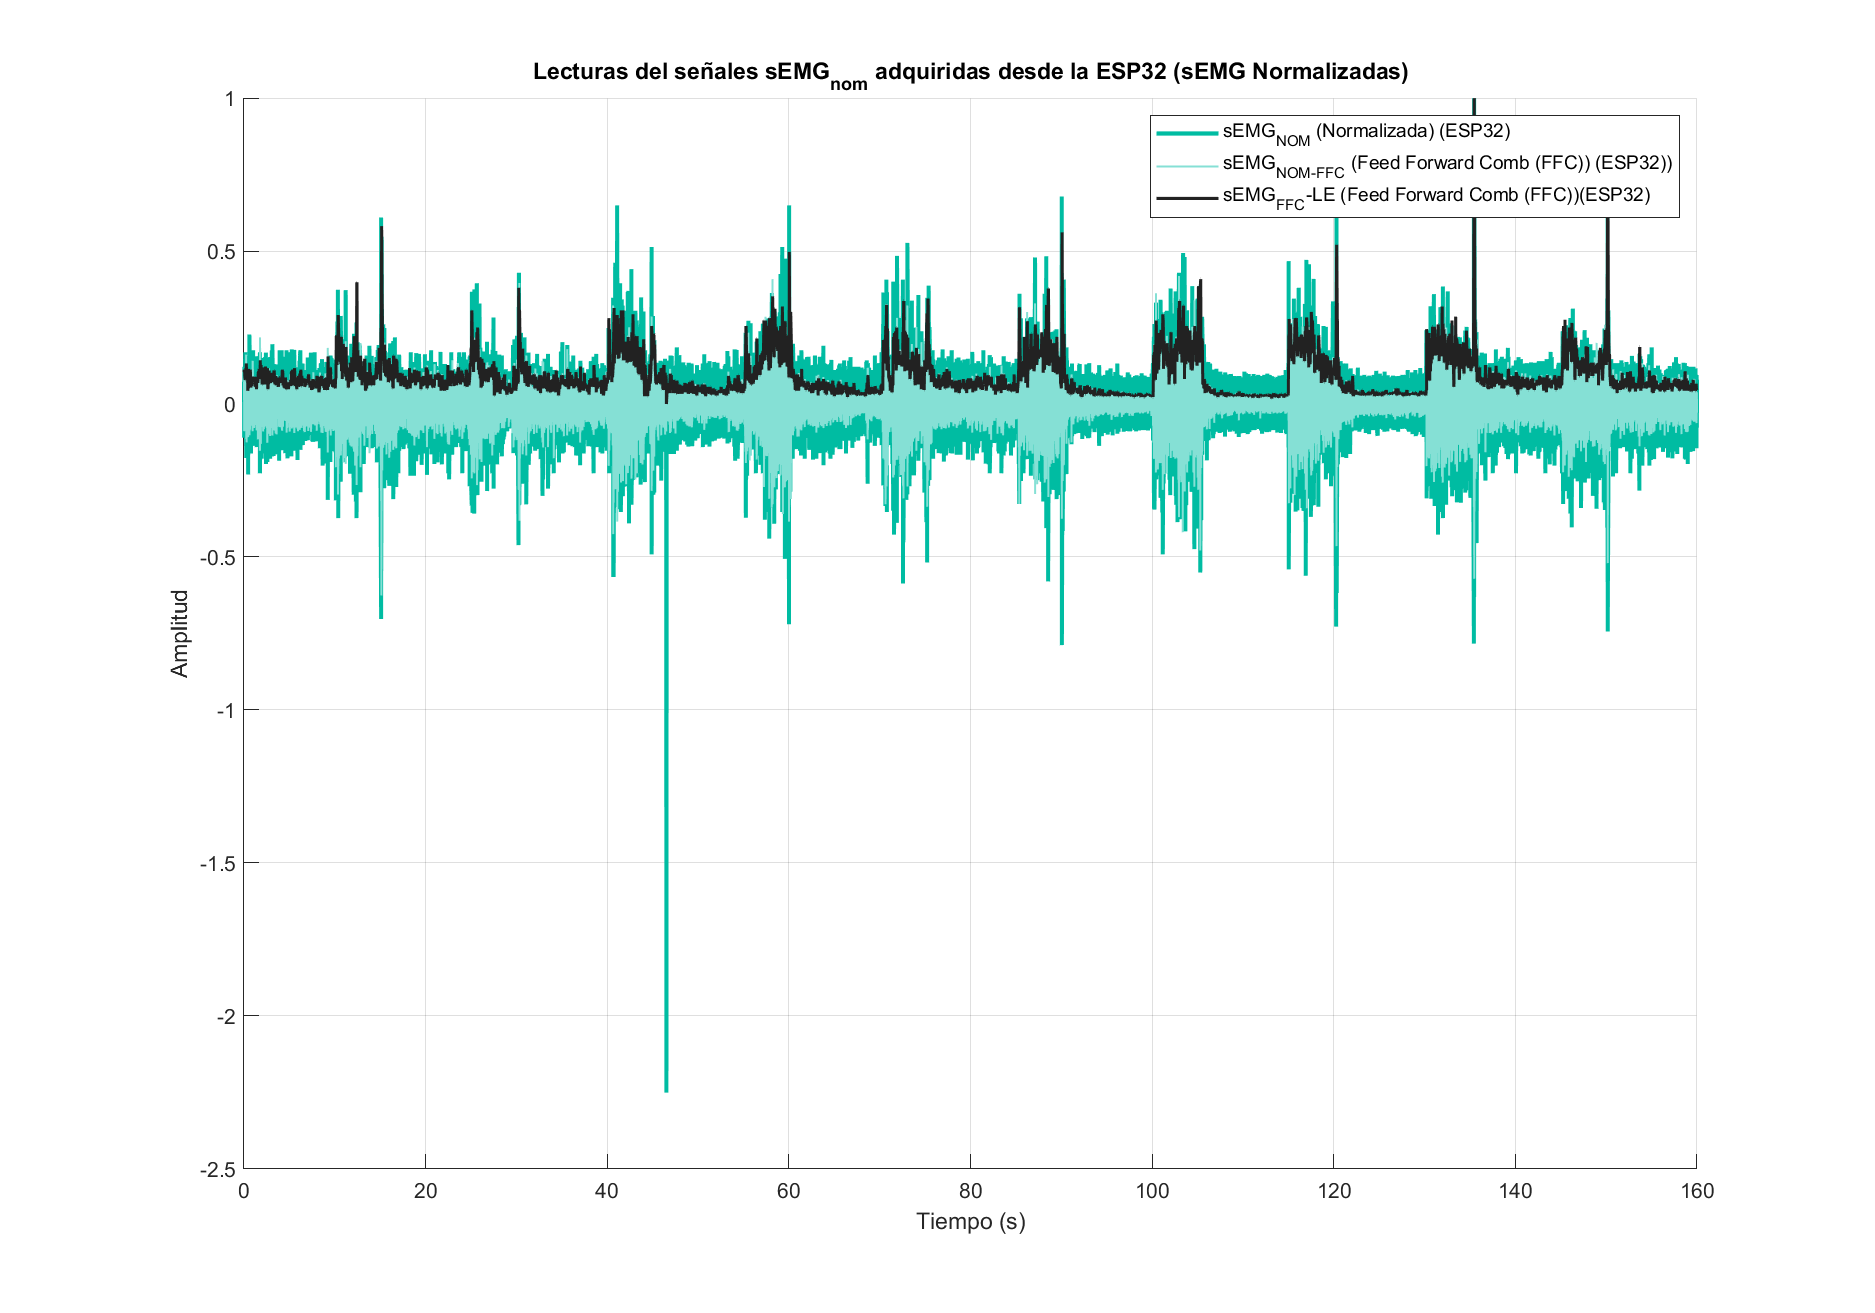 Lecturas del señales sEMGnom adquiridas desde la ESP32 (sEMG Normalizadas)
1
sEMGNOM (Normalizada) (ESP32)
sEMGNOM-FFC (Feed Forward Comb (FFC)) (ESP32))
sEMGFFC-LE (Feed Forward Comb (FFC))(ESP32)
0.5
0
-0.5
-1
-1.5
-2
-2.5
Amplitud
0 20 40 60 80 100 120 140 160
Tiempo (s)